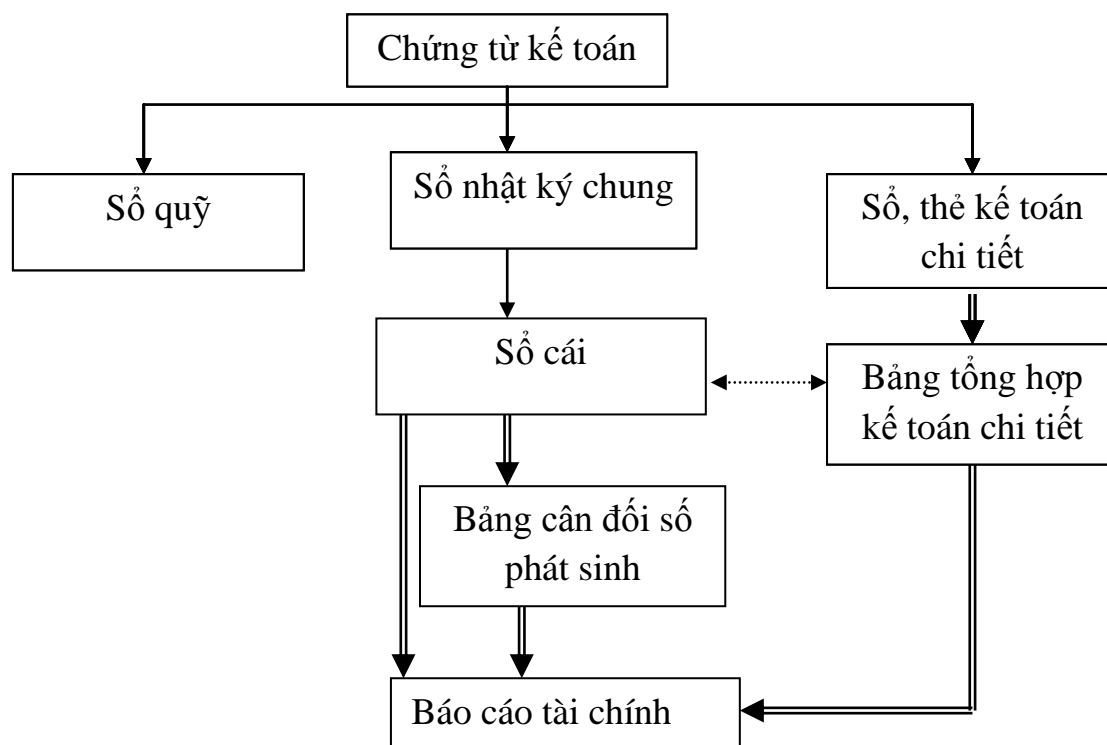 Chứng từ kế toán
Sổ quỹ
Sổ nhật ký chung
Sổ, thẻ kế toán
chi tiết
Sổ cái
Bảng tổng hợp
kế toán chi tiết
Bảng cân đối số
phát sinh
Báo cáo tài chính